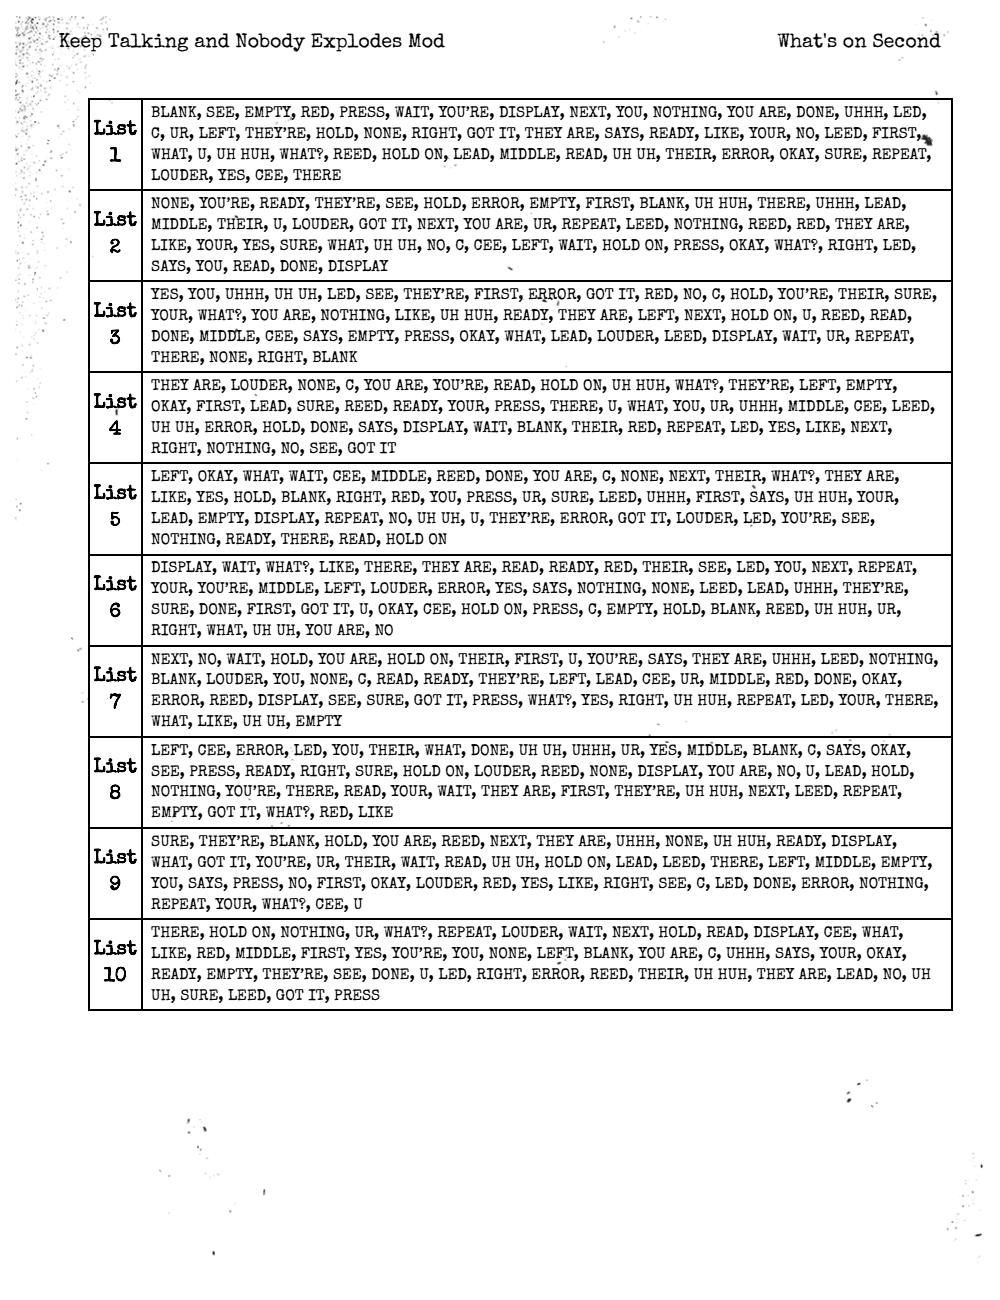 Keep Talking and Nobody Explodes Mod
What's on Second
List 1
BLANK, SEE, EMPTY, RED, PRESS, WAIT, YOU'RE, DISPLAY, NEXT, YOU, NOTHING, YOU ARE, DONE, UHHH, LED,
C, UR, LEFT, THEY'RE, HOLD, NONE, RIGHT, GOT IT, THEY ARE, SAYS, READY, LIKE, YOUR, NO, LEED, FIRST,
WHAT, U, UH HUH, WHAT?, REED, HOLD ON, LEAD, MIDDLE, READ, UH UH, THEIR, ERROR, OKAY, SURE, REPEAT,
LOUDER, YES, CEE, THERE
List 2
NONE, YOU'RE, READY, THEY'RE, SEE, HOLD, ERROR, EMPTY, FIRST, BLANK, UH HUH, THERE, UHHH, LEAD,
MIDDLE, THEIR, U, LOUDER, GOT IT, NEXT, YOU ARE, UR, REPEAT, LEED, NOTHING, REED, RED, THEY ARE,
LIKE, YOUR, YES, SURE, WHAT, UH UH, NO, C, CEE, LEFT, WAIT, HOLD ON, PRESS, OKAY, WHAT?, RIGHT, LED,
SAYS, YOU, READ, DONE, DISPLAY
List 3
YES, YOU, UHHH, UH UH, LED, SEE, THEY'RE, FIRST, ERROR, GOT IT, RED, NO, C, HOLD, YOU'RE, THEIR, SURE,
YOUR, WHAT?, YOU ARE, NOTHING, LIKE, UH HUH, READY, THEY ARE, LEFT, NEXT, HOLD ON, U, REED, READ,
DONE, MIDDLE, CEE, SAYS, EMPTY, PRESS, OKAY, WHAT, LEAD, LOUDER, LEED, DISPLAY, WAIT, UR, REPEAT,
THERE, NONE, RIGHT, BLANK
List 4
THEY ARE, LOUDER, NONE, C, YOU ARE, YOU'RE, READ, HOLD ON, UH HUH, WHAT?, THEY'RE, LEFT, EMPTY,
OKAY, FIRST, LEAD, SURE, REED, READY, YOUR, PRESS, THERE, U, WHAT, YOU, UR, UHHH, MIDDLE, CEE, LEED,
UH UH, ERROR, HOLD, DONE, SAYS, DISPLAY, WAIT, BLANK, THEIR, RED, REPEAT, LED, YES, LIKE, NEXT,
RIGHT, NOTHING, NO, SEE, GOT IT
List 5
LEFT, OKAY, WHAT, WAIT, CEE, MIDDLE, REED, DONE, YOU ARE, C, NONE, NEXT, THEIR, WHAT?, THEY ARE,
LIKE, YES, HOLD, BLANK, RIGHT, RED, YOU, PRESS, UR, SURE, LEED, UHHH, FIRST, SAYS, UH HUH, YOUR,
LEAD, EMPTY, DISPLAY, REPEAT, NO, UH UH, U, THEY'RE, ERROR, GOT IT, LOUDER, LED, YOU'RE, SEE,
NOTHING, READY, THERE, READ, HOLD ON
List 6
DISPLAY, WAIT, WHAT?, LIKE, THERE, THEY ARE, READ, READY, RED, THEIR, SEE, LED, YOU, NEXT, REPEAT,
YOUR, YOU'RE, MIDDLE, LEFT, LOUDER, ERROR, YES, SAYS, NOTHING, NONE, LEED, LEAD, UHHH, THEY'RE,
SURE, DONE, FIRST, GOT IT, U, OKAY, CEE, HOLD ON, PRESS, C, EMPTY, HOLD, BLANK, REED, UH HUH, UR,
RIGHT, WHAT, UH UH, YOU ARE, NO
List 7
NEXT, NO, WAIT, HOLD, YOU ARE, HOLD ON, THEIR, FIRST, U, YOU'RE, SAYS, THEY ARE, UHHH, LEED, NOTHING,
BLANK, LOUDER, YOU, NONE, C, READ, READY, THEY'RE, LEFT, LEAD, CEE, UR, MIDDLE, RED, DONE, OKAY,
ERROR, REED, DISPLAY, SEE, SURE, GOT IT, PRESS, WHAT?, YES, RIGHT, UH HUH, REPEAT, LED, YOUR, THERE,
WHAT, LIKE, UH UH, EMPTY
List 8
LEFT, CEE, ERROR, LED, YOU, THEIR, WHAT, DONE, UH UH, UHHH, UR, YES, MIDDLE, BLANK, C, SAYS, OKAY,
SEE, PRESS, READY, RIGHT, SURE, HOLD ON, LOUDER, REED, NONE, DISPLAY, YOU ARE, NO, U, LEAD, HOLD,
NOTHING, YOU'RE, THERE, READ, YOUR, WAIT, THEY ARE, FIRST, THEY'RE, UH HUH, NEXT, LEED, REPEAT,
EMPTY, GOT IT, WHAT?, RED, LIKE
List 9
SURE, THEY'RE, BLANK, HOLD, YOU ARE, REED, NEXT, THEY ARE, UHHH, NONE, UH HUH, READY, DISPLAY,
WHAT, GOT IT, YOU'RE, UR, THEIR, WAIT, READ, UH UH, HOLD ON, LEAD, LEED, THERE, LEFT, MIDDLE, EMPTY,
YOU, SAYS, PRESS, NO, FIRST, OKAY, LOUDER, RED, YES, LIKE, RIGHT, SEE, C, LED, DONE, ERROR, NOTHING,
REPEAT, YOUR, WHAT?, CEE, U
List 10
THERE, HOLD ON, NOTHING, UR, WHAT?, REPEAT, LOUDER, WAIT, NEXT, HOLD, READ, DISPLAY, CEE, WHAT,
LIKE, RED, MIDDLE, FIRST, YES, YOU'RE, YOU, NONE, LEFT, BLANK, YOU ARE, C, UHHH, SAYS, YOUR, OKAY,
READY, EMPTY, THEY'RE, SEE, DONE, U, LED, RIGHT, ERROR, REED, THEIR, UH HUH, THEY ARE, LEAD, NO, UH
UH, SURE, LEED, GOT IT, PRESS